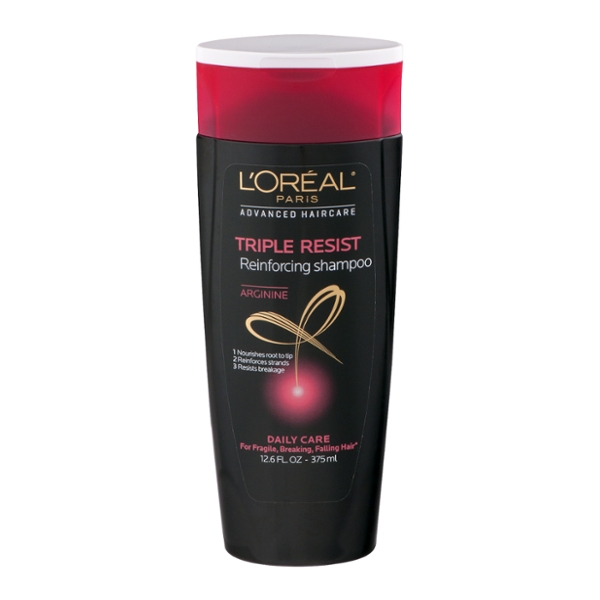 L'ORÉAL®
PARIS
ADVANCED HAIRCARE
TRIPLE RESIST
Reinforcing shampoo
ARGININE
1 Nourishes root to tip
2 Reinforces strands
3 Resists breakage
DAILY CARE
For Fragile, Breaking, Falling Hair*
12.6 FL. OZ - 375 ml